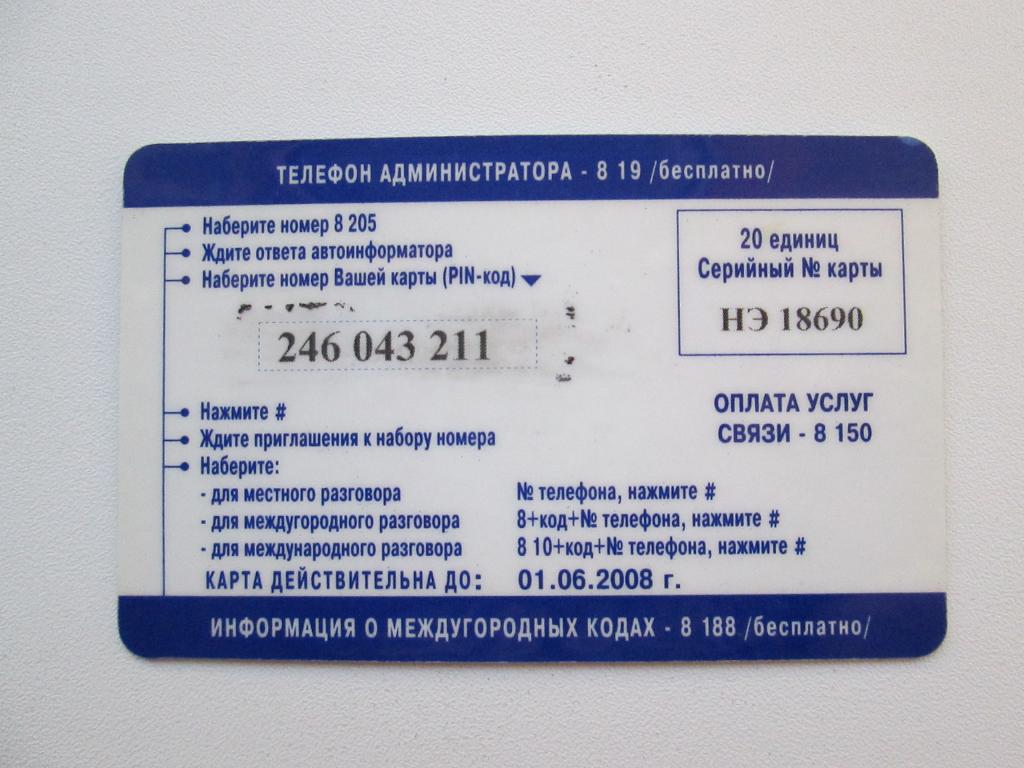 ТЕЛЕФОН АДМИНИСТРАТОРА - 8 19 /бесплатно/
Наберите номер 8 205
Ждите ответа автоинформатора
Наберите номер Вашей карты (PIN-код)
246 043 211
20 единиц
Серийный № карты
НЭ 18690
ОПЛАТА УСЛУГ
СВЯЗИ - 8 150
Нажмите #
Ждите приглашения к набору номера
Наберите:
- для местного разговора № телефона, нажмите #
- для междугородного разговора 8+код+№ телефона, нажмите #
- для международного разговора 8 10+код+№ телефона, нажмите #
КАРТА ДЕЙСТВИТЕЛЬНА ДО: 01.06.2008 г.
ИНФОРМАЦИЯ О МЕЖДУГОРОДНЫХ КОДАХ - 8 188 /бесплатно/